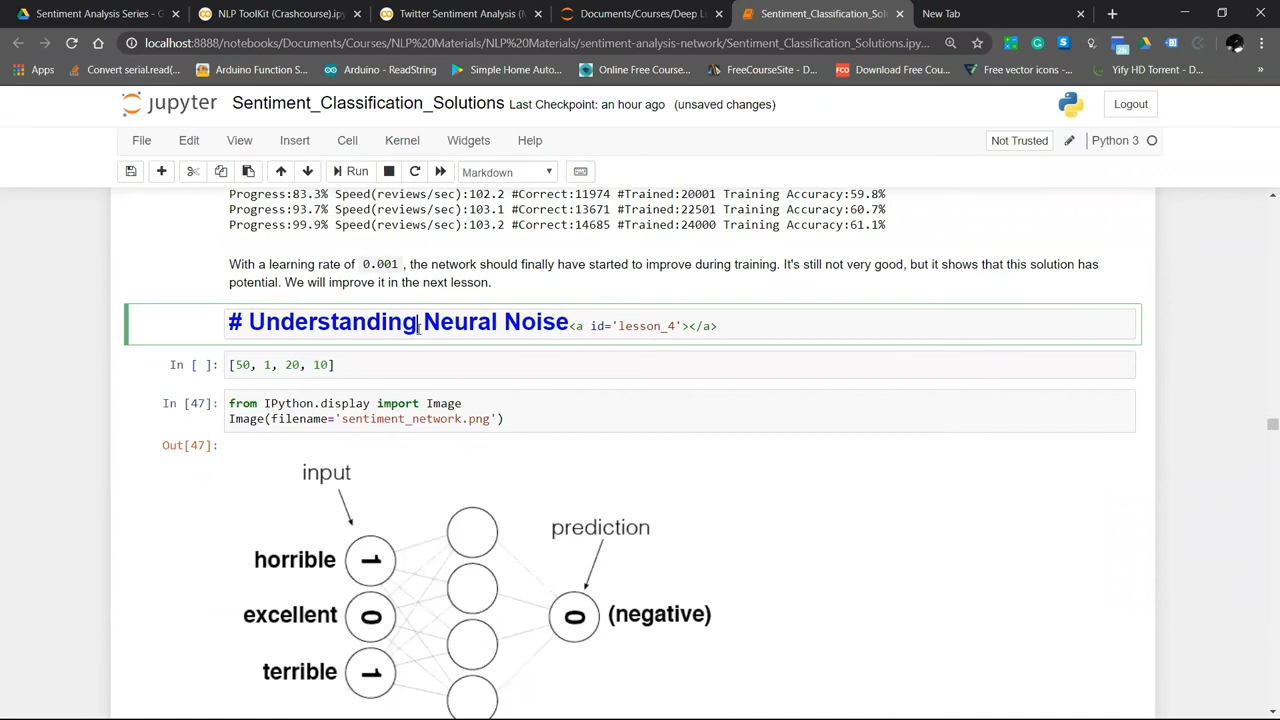 Sentiment Analysis Series - G
NLP ToolKit (Crashcourse).ipy
Twitter Sentiment Analysis (N
Documents/Courses/Deep L
Sentiment_Classification_Solu
New Tab
localhost:8888/notebooks/Documents/Courses/NLP%20Materials/NLP%20Materials/sentiment-analysis-network/Sentiment_Classification_Solutions.ipy...
Apps
Convert serial.read(...
Arduino Function S...
Arduino - ReadString
Simple Home Auto...
Online Free Course...
FreeCourseSite - D...
Download Free Cou...
Free vector icons -...
Yify HD Torrent - D...
jupyter Sentiment_Classification_Solutions Last Checkpoint: an hour ago (unsaved changes)
Logout
File Edit View Insert Cell Kernel Widgets Help
Not Trusted
Python 3
Run
Markdown
Progress:83.3% Speed(reviews/sec):102.2 #Correct:11974 #Trained:20001 Training Accuracy:59.8%
Progress:93.7% Speed(reviews/sec):103.1 #Correct:13671 #Trained:22501 Training Accuracy:60.7%
Progress:99.9% Speed(reviews/sec):103.2 #Correct:14685 #Trained:24000 Training Accuracy:61.1%
With a learning rate of 0.001 , the network should finally have started to improve during training. It's still not very good, but it shows that this solution has
potential. We will improve it in the next lesson.
# Understanding Neural Noise<a id='lesson_4'></a>
In [ ]: [50, 1, 20, 10]
In [47]: from IPython.display import Image
Image(filename='sentiment_network.png')
Out[47]:
input
prediction
horrible 1
excellent 0
terrible 1
0 (negative)